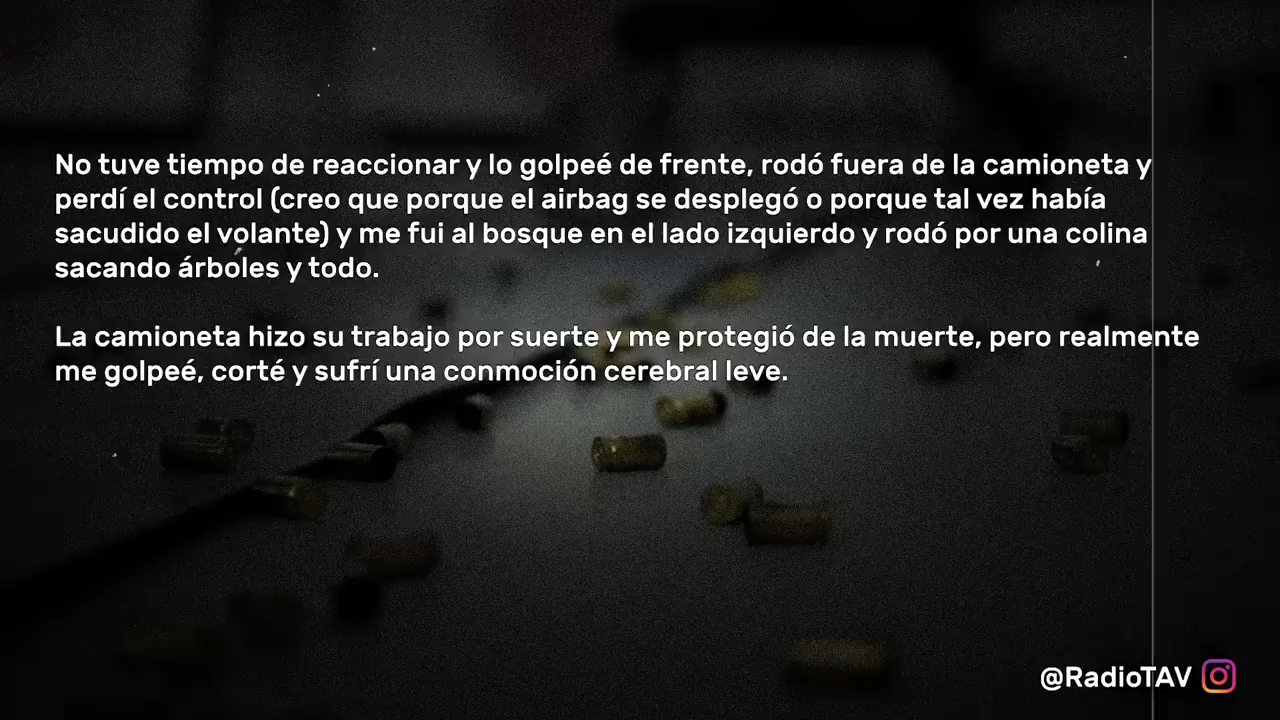 No tuve tiempo de reaccionar y lo golpeé de frente, rodó fuera de la camioneta y
perdí el control (creo que porque el airbag se desplegó o porque tal vez había
sacudido el volante) y me fui al bosque en el lado izquierdo y rodó por una colina
sacando árboles y todo.
La camioneta hizo su trabajo por suerte y me protegió de la muerte, pero realmente
me golpeé, corté y sufrí una conmoción cerebral leve.
@RadioTAV